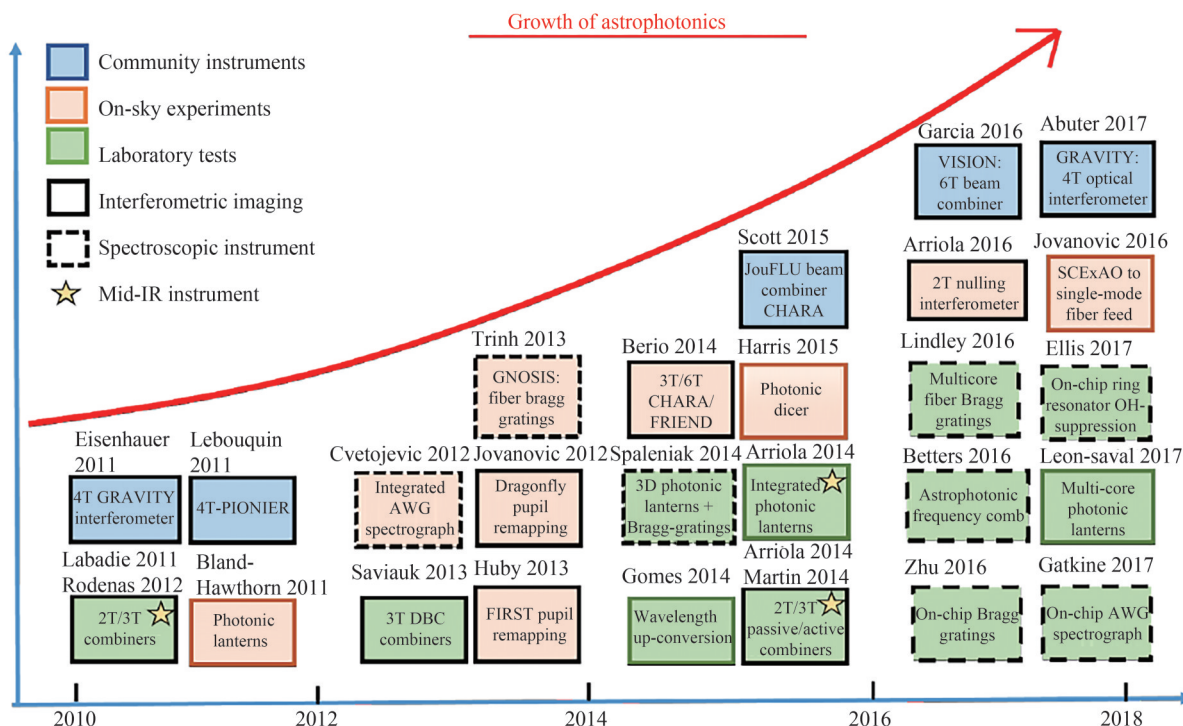 Growth of astrophotonics
Community instruments
On-sky experiments
Laboratory tests
Interferometric imaging
Spectroscopic instrument
Mid-IR instrument
Eisenhauer
2011
4T GRAVITY
interferometer
Lebouquin
2011
4T-PIONIER
Labadie 2011
Rodenas 2012
2T/3T
combiners
Bland-
Hawthorn 2011
Photonic
lanterns
Trinh 2013
GNOSIS:
fiber bragg
gratings
Cvetojevic 2012
Integrated
AWG
spectrograph
Jovanovic 2012
Dragonfly
pupil
remapping
Saviauk 2013
3T DBC
combiners
Huby 2013
FIRST pupil
remapping
Scott 2015
JouFLU beam
combiner
CHARA
Berio 2014
3T/6T
CHARA/
FRIEND
Harris 2015
Photonic
dicer
Spaleniak 2014
3D photonic
lanterns +
Bragg-gratings
Arriola 2014
Integrated
photonic
lanterns
Gomes 2014
Wavelength
up-conversion
Arriola 2014
Martin 2014
2T/3T
passive/active
combiners
Garcia 2016
VISION:
6T beam
combiner
Abuter 2017
GRAVITY:
4T optical
interferometer
Arriola 2016
2T nulling
interferometer
Jovanovic 2016
SCExAO to
single-mode
fiber feed
Lindley 2016
Multicore
fiber Bragg
gratings
Ellis 2017
On-chip ring
resonator OH-
suppression
Betters 2016
Astrophotonic
frequency comb
Leon-saval 2017
Multi-core
photonic
lanterns
Zhu 2016
On-chip Bragg
gratings
Gatkine 2017
On-chip AWG
spectrograph
2010
2012
2014
2016
2018